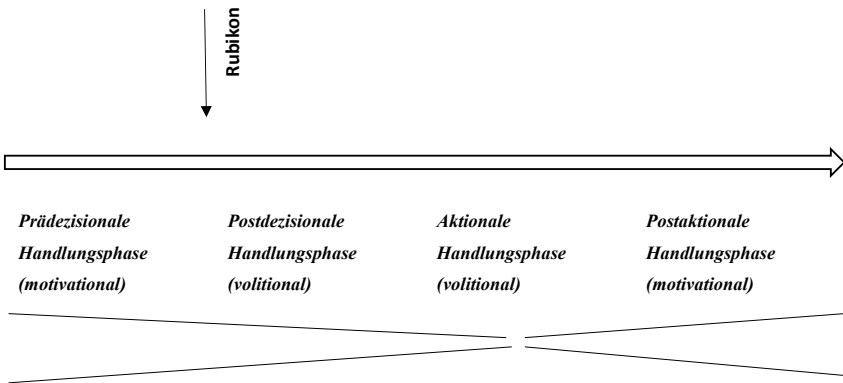 Rubikon
Prädezisionale
Handlungsphase
(motivational)
Postdezisionale
Handlungsphase
(volitional)
Aktionale
Handlungsphase
(volitional)
Postaktionale
Handlungsphase
(motivational)